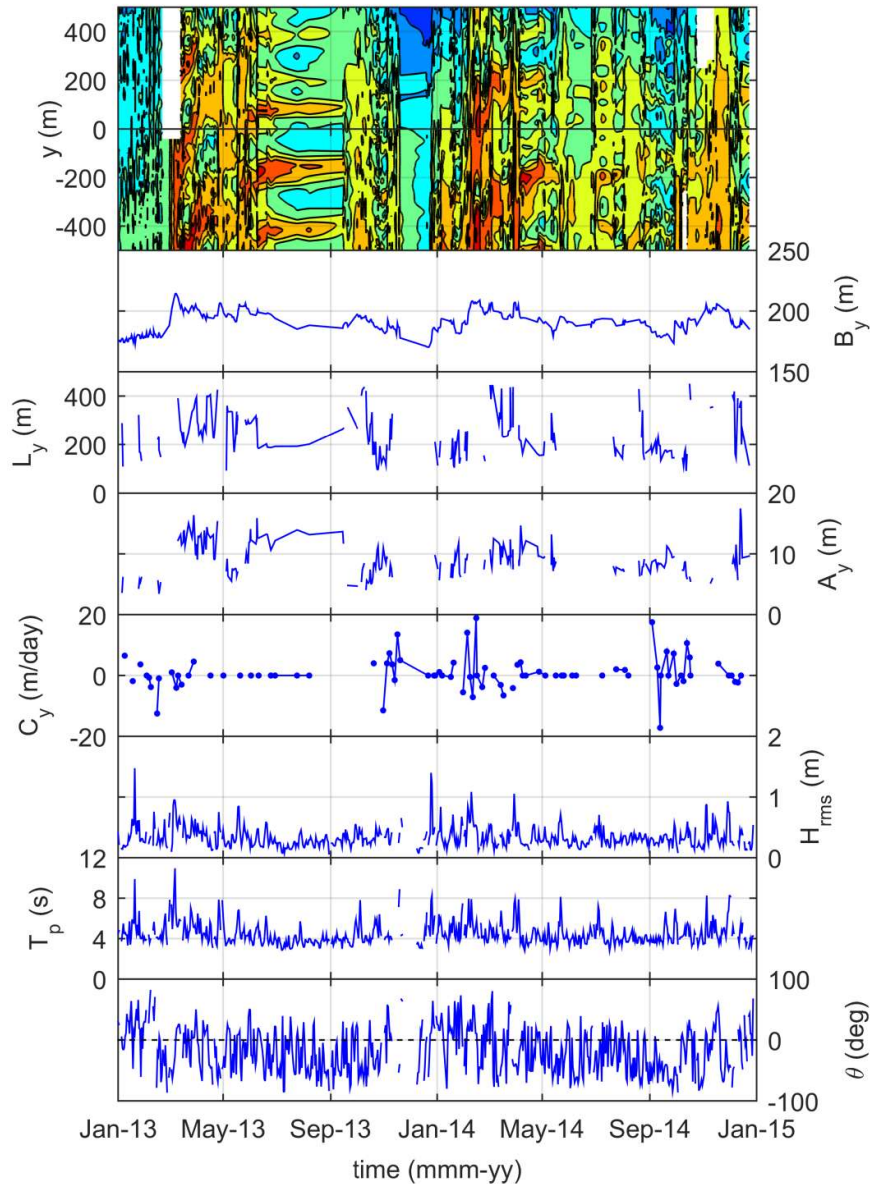 400
200
0
-200
-400
y (m)
250
200
150
B_y (m)
400
200
0
L_y (m)
20
10
0
A_y (m)
20
0
-20
C_y (m/day)
2
1
0
H_rms (m)
12
8
4
0
T_p (s)
100
0
-100
θ (deg)
Jan-13 May-13 Sep-13 Jan-14 May-14 Sep-14 Jan-15
time (mmm-yy)